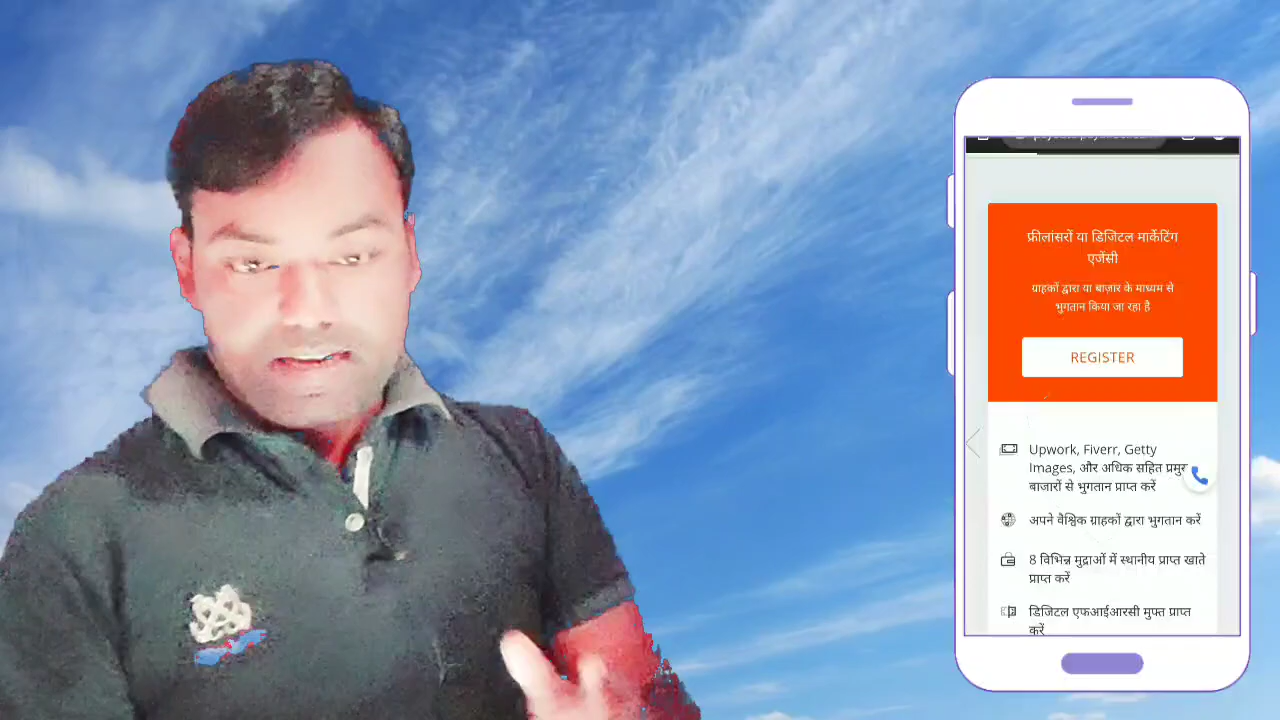 फ्रीलांसरों या डिजिटल मार्केटिंग
एजेंसी
ग्राहकों द्वारा या बाज़ार के माध्यम से
भुगतान किया जा रहा है
REGISTER
Upwork, Fiverr, Getty
Images, और अधिक सहित
बाजारों से भुगतान प्राप्त करें
अपने वैश्विक ग्राहकों द्वारा भुगतान करें
8 विभिन्न मुद्राओं में स्थानीय प्राप्त खाते
प्राप्त करें
डिजिटल एफआईआरसी मुफ्त प्राप्त
करें